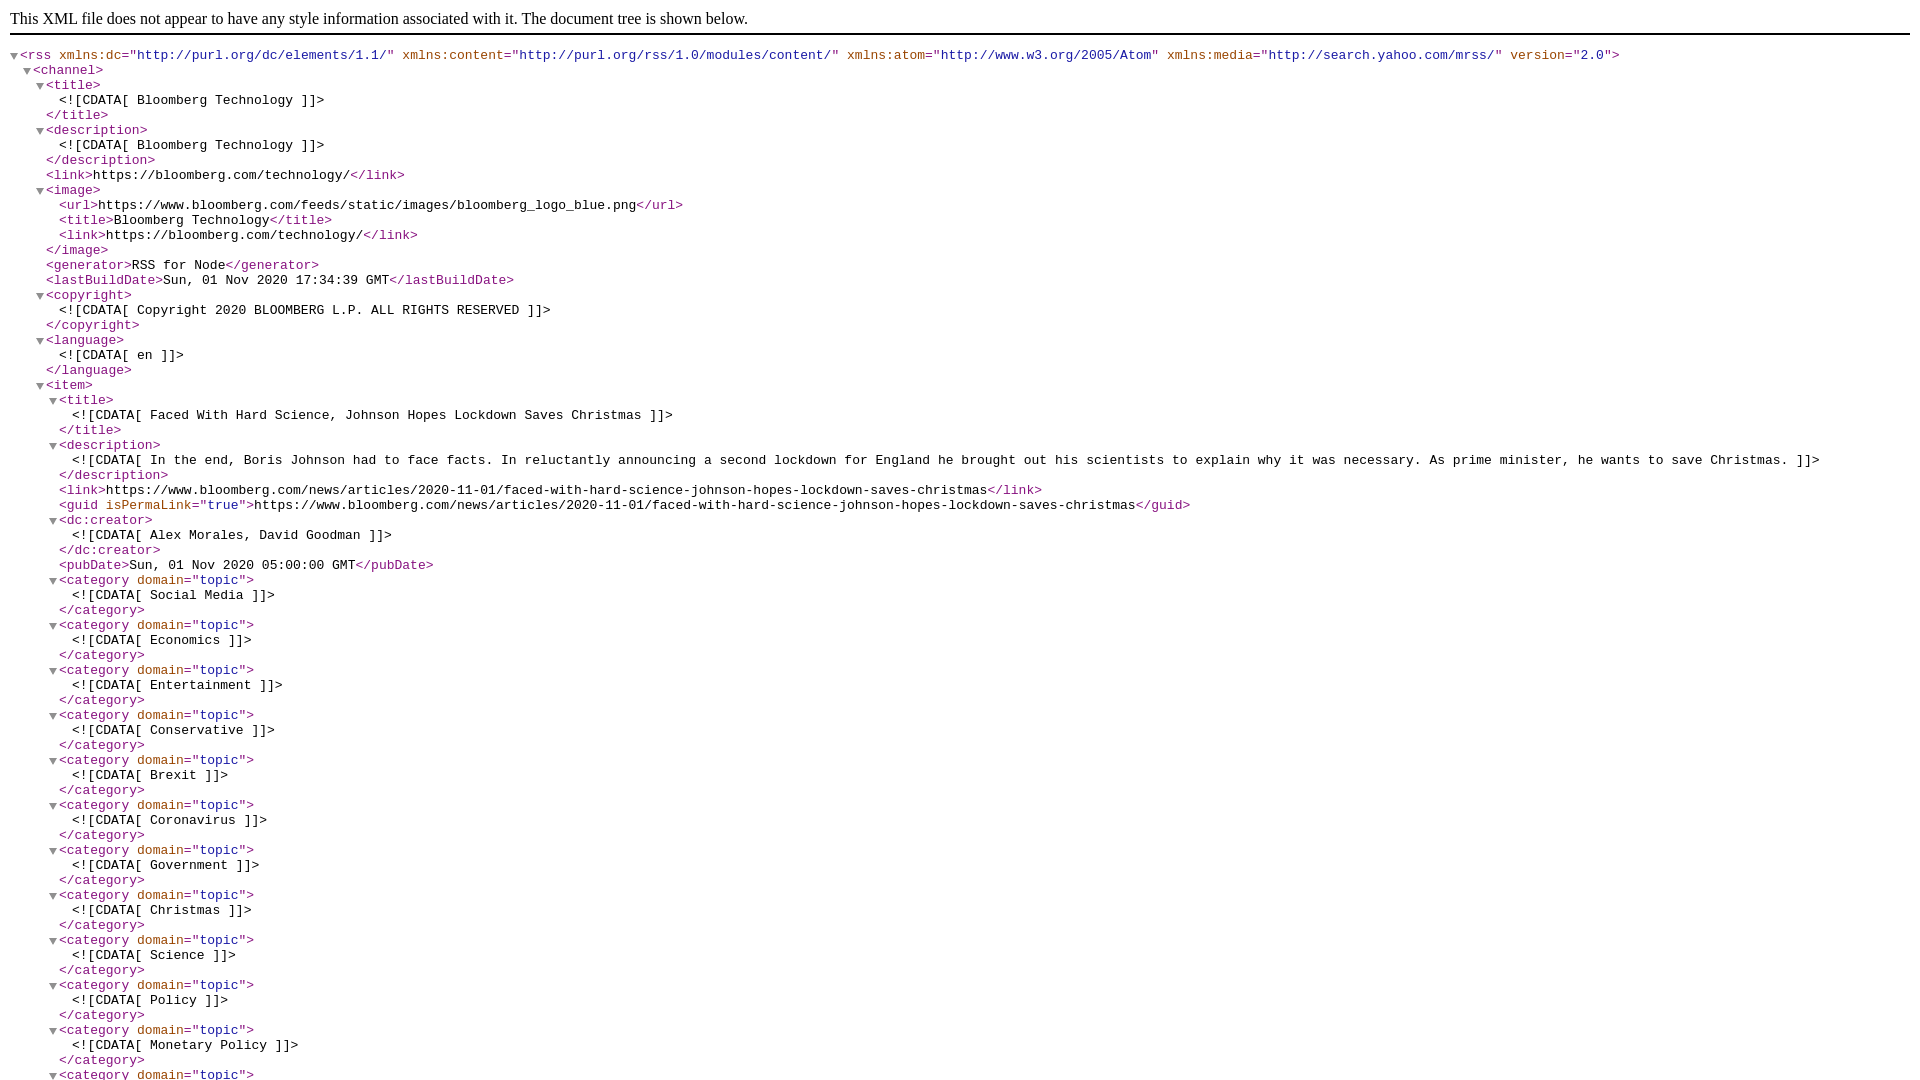 This XML file does not appear to have any style information associated with it. The document tree is shown below.
<rss xmlns:dc="http://purl.org/dc/elements/1.1/" xmlns:content="http://purl.org/rss/1.0/modules/content/" xmlns:atom="http://www.w3.org/2005/Atom" xmlns:media="http://search.yahoo.com/mrss/" version="2.0">
<channel>
<title>
<![CDATA[ Bloomberg Technology ]]>
</title>
<description>
<![CDATA[ Bloomberg Technology ]]>
</description>
<link>https://bloomberg.com/technology/</link>
<image>
<url>https://www.bloomberg.com/feeds/static/images/bloomberg_logo_blue.png</url>
<title>Bloomberg Technology</title>
<link>https://bloomberg.com/technology/</link>
</image>
<generator>RSS for Node</generator>
<lastBuildDate>Sun, 01 Nov 2020 17:34:39 GMT</lastBuildDate>
<copyright>
<![CDATA[ Copyright 2020 BLOOMBERG L.P. ALL RIGHTS RESERVED ]]>
</copyright>
<language>
<![CDATA[ en ]]>
</language>
<item>
<title>
<![CDATA[ Faced With Hard Science, Johnson Hopes Lockdown Saves Christmas ]]>
</title>
<description>
<![CDATA[ In the end, Boris Johnson had to face facts. In reluctantly announcing a second lockdown for England he brought out his scientists to explain why it was necessary. As prime minister, he wants to save Christmas. ]]>
</description>
<link>https://www.bloomberg.com/news/articles/2020-11-01/faced-with-hard-science-johnson-hopes-lockdown-saves-christmas</link>
<guid isPermaLink="true">https://www.bloomberg.com/news/articles/2020-11-01/faced-with-hard-science-johnson-hopes-lockdown-saves-christmas</guid>
<dc:creator>
<![CDATA[ Alex Morales, David Goodman ]]>
</dc:creator>
<pubDate>Sun, 01 Nov 2020 05:00:00 GMT</pubDate>
<category domain="topic">
<![CDATA[ Social Media ]]>
</category>
<category domain="topic">
<![CDATA[ Economics ]]>
</category>
<category domain="topic">
<![CDATA[ Entertainment ]]>
</category>
<category domain="topic">
<![CDATA[ Conservative ]]>
</category>
<category domain="topic">
<![CDATA[ Brexit ]]>
</category>
<category domain="topic">
<![CDATA[ Coronavirus ]]>
</category>
<category domain="topic">
<![CDATA[ Government ]]>
</category>
<category domain="topic">
<![CDATA[ Christmas ]]>
</category>
<category domain="topic">
<![CDATA[ Science ]]>
</category>
<category domain="topic">
<![CDATA[ Policy ]]>
</category>
<category domain="topic">
<![CDATA[ Monetary Policy ]]>
</category>
<category domain="topic">